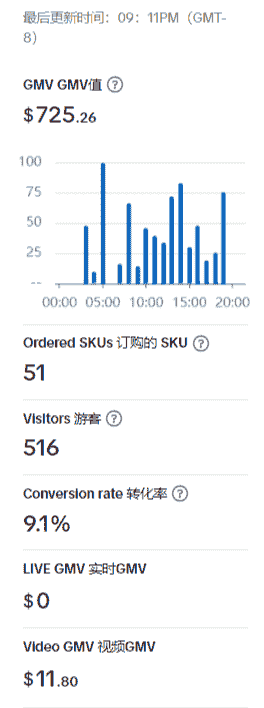 最后更新时间：09：11PM（GMT-
8）
GMV GMV值 ?
$725.26
100
75
50
25
--
00:00 05:00 10:00 15:00 20:00
Ordered SKUs 订购的 SKU ?
51
Visitors 游客 ?
516
Conversion rate 转化率 ?
9.1%
LIVE GMV 实时GMV
$0
Video GMV 视频GMV
$11.80